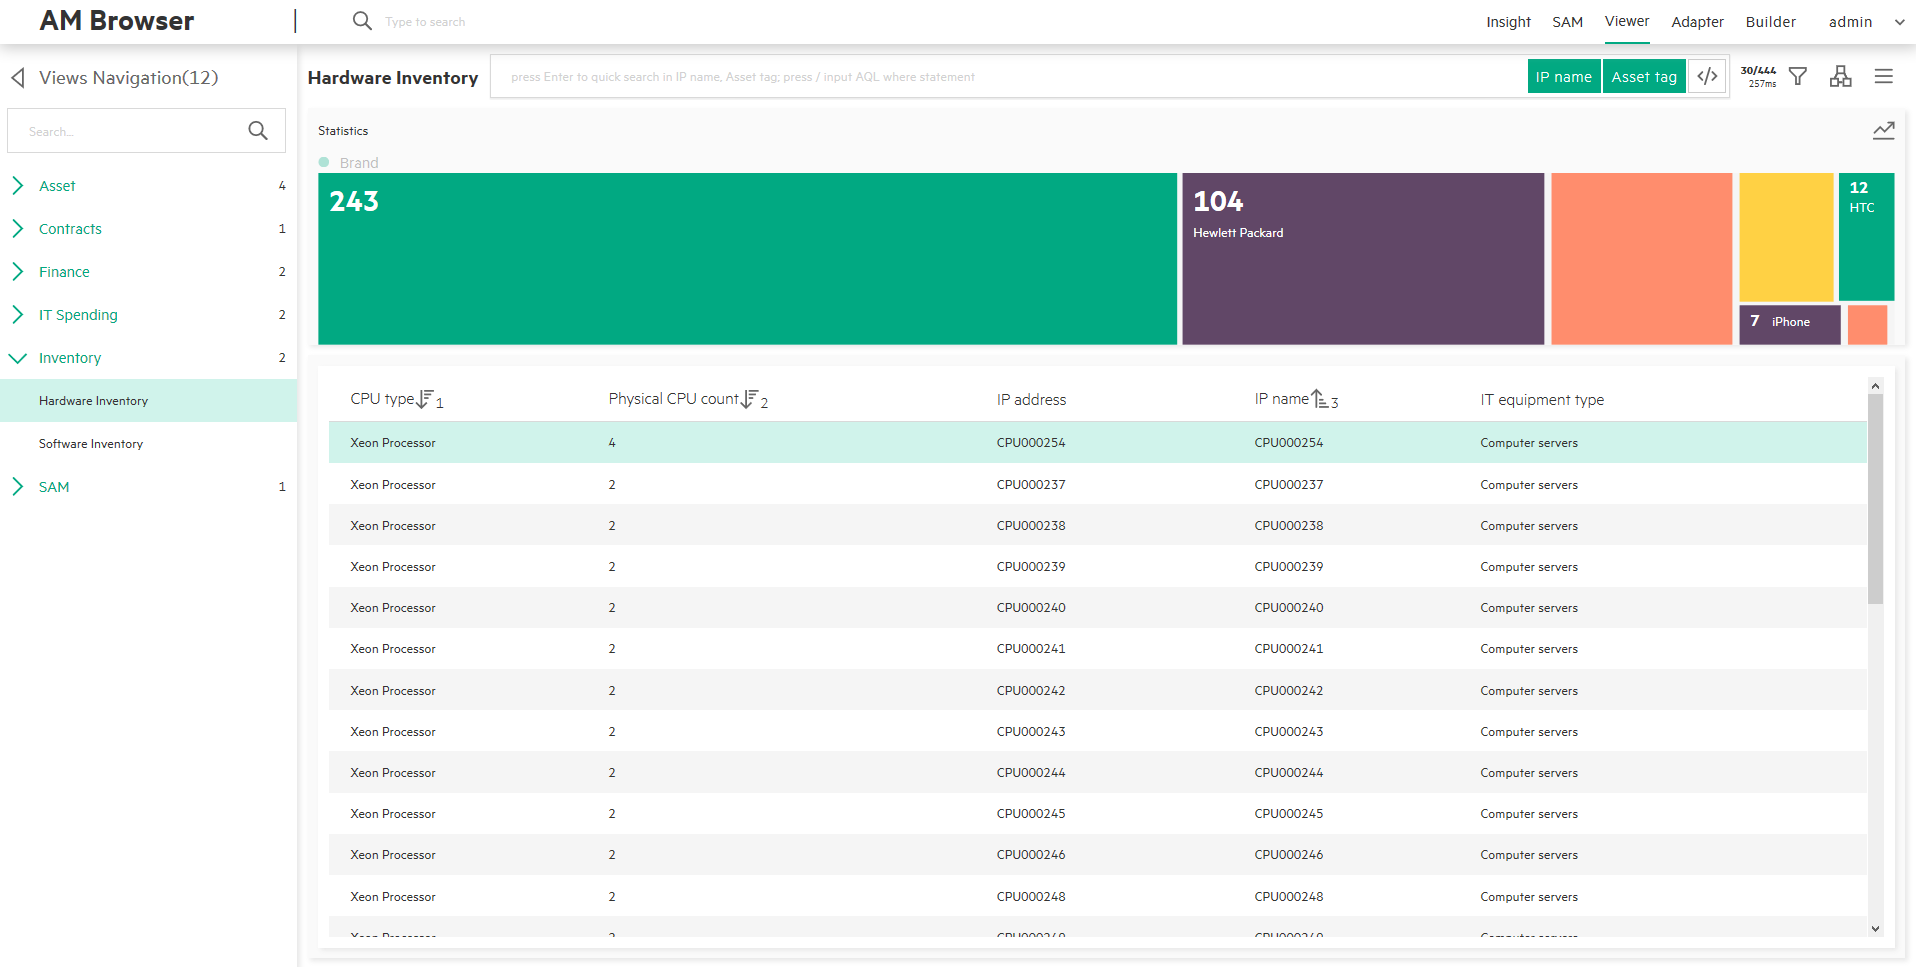 AM Browser | Type to search Insight SAM Viewer Adapter Builder admin
Views Navigation(12)
Search...
Asset 4
Contracts 1
Finance 2
IT Spending 2
Inventory 2
Hardware Inventory
Software Inventory
SAM 1
Hardware Inventory press Enter to quick search in IP name, Asset tag; press / input AQL where statement IP name Asset tag </> 30/444
257ms
Statistics
Brand
243
104
Hewlett Packard
12
HTC
7 iPhone
CPU type 1 Physical CPU count 2 IP address IP name 3 IT equipment type
Xeon Processor 4 CPU000254 CPU000254 Computer servers
Xeon Processor 2 CPU000237 CPU000237 Computer servers
Xeon Processor 2 CPU000238 CPU000238 Computer servers
Xeon Processor 2 CPU000239 CPU000239 Computer servers
Xeon Processor 2 CPU000240 CPU000240 Computer servers
Xeon Processor 2 CPU000241 CPU000241 Computer servers
Xeon Processor 2 CPU000242 CPU000242 Computer servers
Xeon Processor 2 CPU000243 CPU000243 Computer servers
Xeon Processor 2 CPU000244 CPU000244 Computer servers
Xeon Processor 2 CPU000245 CPU000245 Computer servers
Xeon Processor 2 CPU000246 CPU000246 Computer servers
Xeon Processor 2 CPU000248 CPU000248 Computer servers